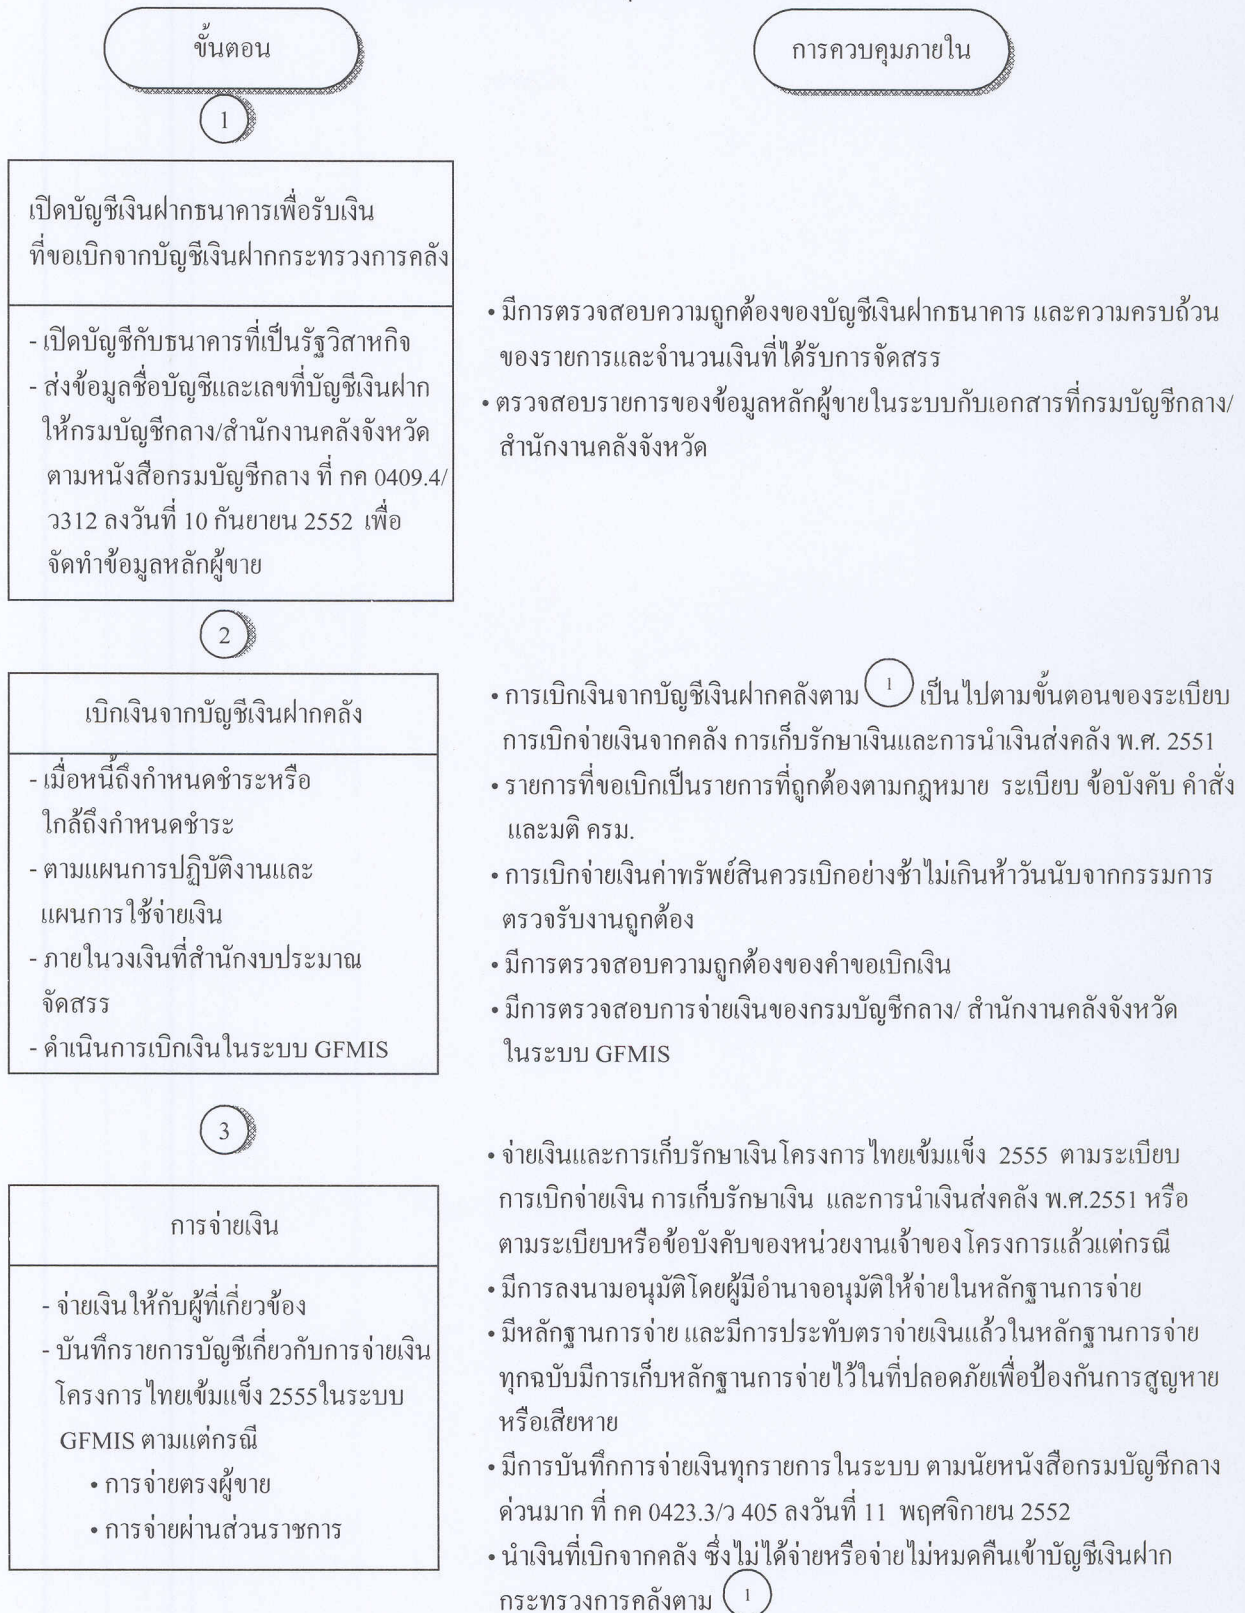 ขั้นตอน
การควบคุมภายใน
1
เปิดบัญชีเงินฝากธนาคารเพื่อรับเงิน
ที่ขอเบิกจากบัญชีเงินฝากกระทรวงการคลัง
- เปิดบัญชีกับธนาคารที่เป็นรัฐวิสาหกิจ
- ส่งข้อมูลชื่อบัญชีและเลขที่บัญชีเงินฝาก
ให้กรมบัญชีกลาง/สำนักงานคลังจังหวัด
ตามหนังสือกรมบัญชีกลาง ที่ กค 0409.4/
ว312 ลงวันที่ 10 กันยายน 2552 เพื่อ
จัดทำข้อมูลหลักผู้ขาย
• มีการตรวจสอบความถูกต้องของบัญชีเงินฝากธนาคาร และความครบถ้วน
ของรายการและจำนวนเงินที่ได้รับการจัดสรร
• ตรวจสอบรายการของข้อมูลหลักผู้ขายในระบบกับเอกสารที่กรมบัญชีกลาง/
สำนักงานคลังจังหวัด
2
เบิกเงินจากบัญชีเงินฝากคลัง
- เมื่อหนี้ถึงกำหนดชำระหรือ
ใกล้ถึงกำหนดชำระ
- ตามแผนการปฏิบัติงานและ
แผนการใช้จ่ายเงิน
- ภายในวงเงินที่สำนักงบประมาณ
จัดสรร
- ดำเนินการเบิกเงินในระบบ GFMIS
• การเบิกเงินจากบัญชีเงินฝากคลังตาม 1 เป็นไปตามขั้นตอนของระเบียบ
การเบิกจ่ายเงินจากคลัง การเก็บรักษาเงินและการนำเงินส่งคลัง พ.ศ. 2551
• รายการที่ขอเบิกเป็นรายการที่ถูกต้องตามกฎหมาย ระเบียบ ข้อบังคับ คำสั่ง
และมติ ครม.
• การเบิกจ่ายเงินค่าทรัพย์สินควรเบิกอย่างช้าไม่เกินห้าวันนับจากกรรมการ
ตรวจรับงานถูกต้อง
• มีการตรวจสอบความถูกต้องของคำขอเบิกเงิน
• มีการตรวจสอบการจ่ายเงินของกรมบัญชีกลาง/ สำนักงานคลังจังหวัด
ในระบบ GFMIS
3
การจ่ายเงิน
- จ่ายเงินให้กับผู้ที่เกี่ยวข้อง
- บันทึกรายการบัญชีเกี่ยวกับการจ่ายเงิน
โครงการไทยเข้มแข็ง 2555ในระบบ
GFMIS ตามแต่กรณี
• การจ่ายตรงผู้ขาย
• การจ่ายผ่านส่วนราชการ
• จ่ายเงินและการเก็บรักษาเงินโครงการไทยเข้มแข็ง 2555 ตามระเบียบ
การเบิกจ่ายเงิน การเก็บรักษาเงิน และการนำเงินส่งคลัง พ.ศ.2551 หรือ
ตามระเบียบหรือข้อบังคับของหน่วยงานเจ้าของโครงการแล้วแต่กรณี
• มีการลงนามอนุมัติโดยผู้มีอำนาจอนุมัติให้จ่ายในหลักฐานการจ่าย
• มีหลักฐานการจ่าย และมีการประทับตราจ่ายเงินแล้วในหลักฐานการจ่าย
ทุกฉบับมีการเก็บหลักฐานการจ่ายไว้ในที่ปลอดภัยเพื่อป้องกันการสูญหาย
หรือเสียหาย
• มีการบันทึกการจ่ายเงินทุกรายการในระบบ ตามนัยหนังสือกรมบัญชีกลาง
ด่วนมาก ที่ กค 0423.3/ว 405 ลงวันที่ 11 พฤศจิกายน 2552
• นำเงินที่เบิกจากคลัง ซึ่งไม่ได้จ่ายหรือจ่ายไม่หมดคืนเข้าบัญชีเงินฝาก
กระทรวงการคลังตาม 1